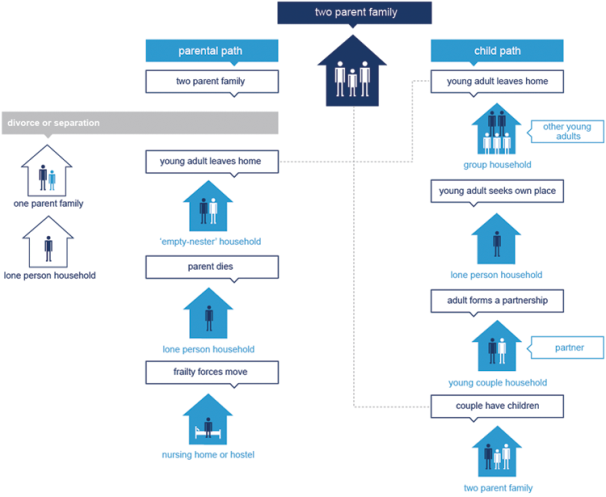 two parent family
parental path
child path
two parent family
young adult leaves home
divorce or separation
other young
adults
group household
young adult leaves home
young adult seeks own place
one parent family
'empty-nester' household
lone person household
parent dies
lone person household
adult forms a partnership
lone person household
partner
frailty forces move
young couple household
couple have children
nursing home or hostel
two parent family